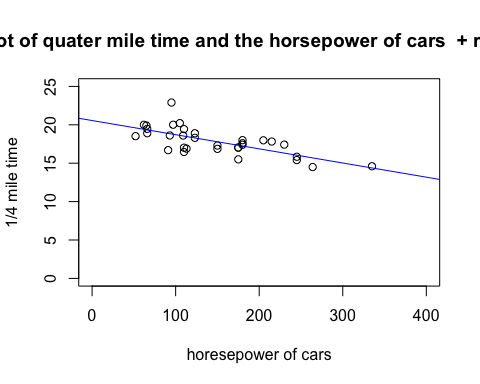 ot of quater mile time and the horsepower of cars + r
25
20
15
10
5
0
1/4 mile time
0 100 200 300 400
horesepower of cars